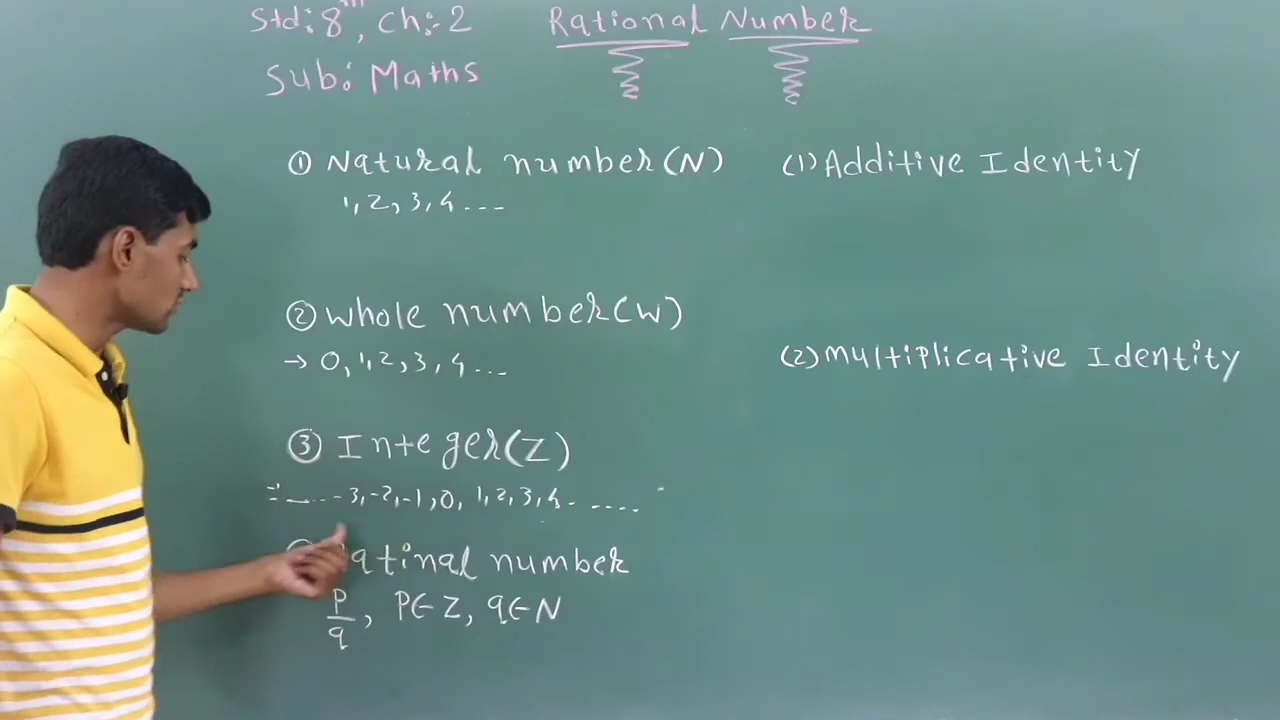 Std: 8th, Ch:- 2
Rational Number
Sub: Maths
① Natural number (N)
1, 2, 3, 4 ...
② Whole number (W)
→ 0, 1, 2, 3, 4 ...
③ Integer (Z)
... -3, -2, -1, 0, 1, 2, 3, 4 . ....
Ratinal number
p/q, P∈Z, q∈N
(1) Additive Identity
(2) Multiplicative Identity